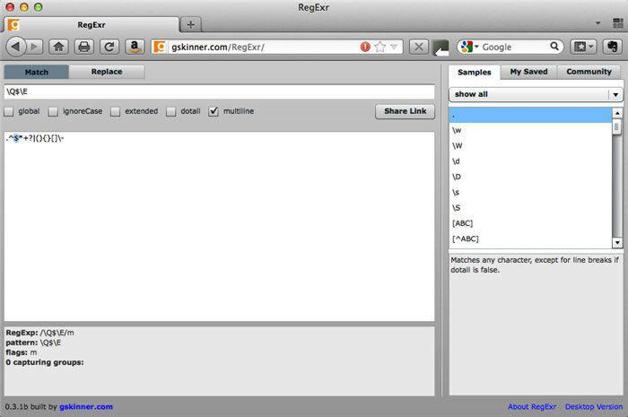 RegExr
RegExr
gskinner.com/RegExr/
Google
Match
Replace
\Q$\E
global
ignoreCase
extended
dotall
multiline
Share Link
.^$*+?|(){}[]\-
RegExp: /\Q$\E/m
pattern: \Q$\E
flags: m
0 capturing groups:
Samples
My Saved
Community
show all
.
\w
\W
\d
\D
\s
\S
[ABC]
[^ABC]
Matches any character, except for line breaks if
dotall is false.
0.3.1b built by gskinner.com
About RegExr
Desktop Version